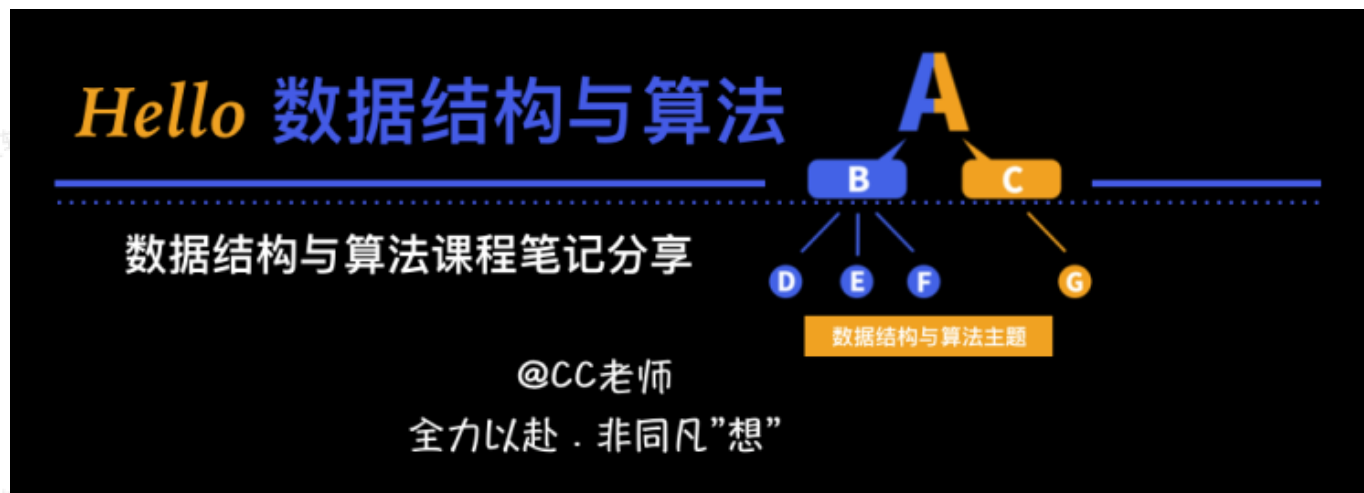 Hello 数据结构与算法
A
B
C
数据结构与算法课程笔记分享
D
E
F
G
数据结构与算法主题
@CC老师
全力以赴.非同凡”想”